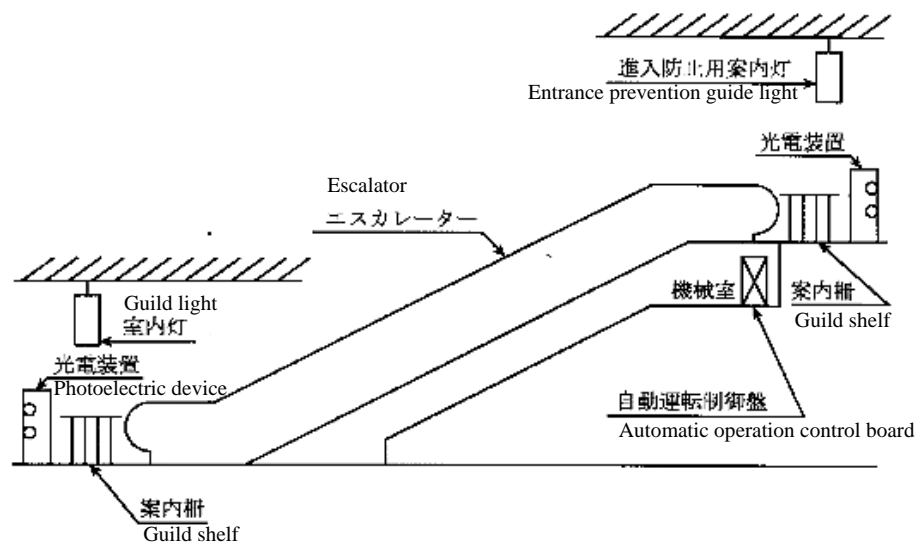 進入防止用案内灯
Entrance prevention guide light
光電装置
Escalator
エスカレーター
機械室
案内柵
Guild shelf
Guild light
室内灯
光電装置
Photoelectric device
自動運転制御盤
Automatic operation control board
案内柵
Guild shelf